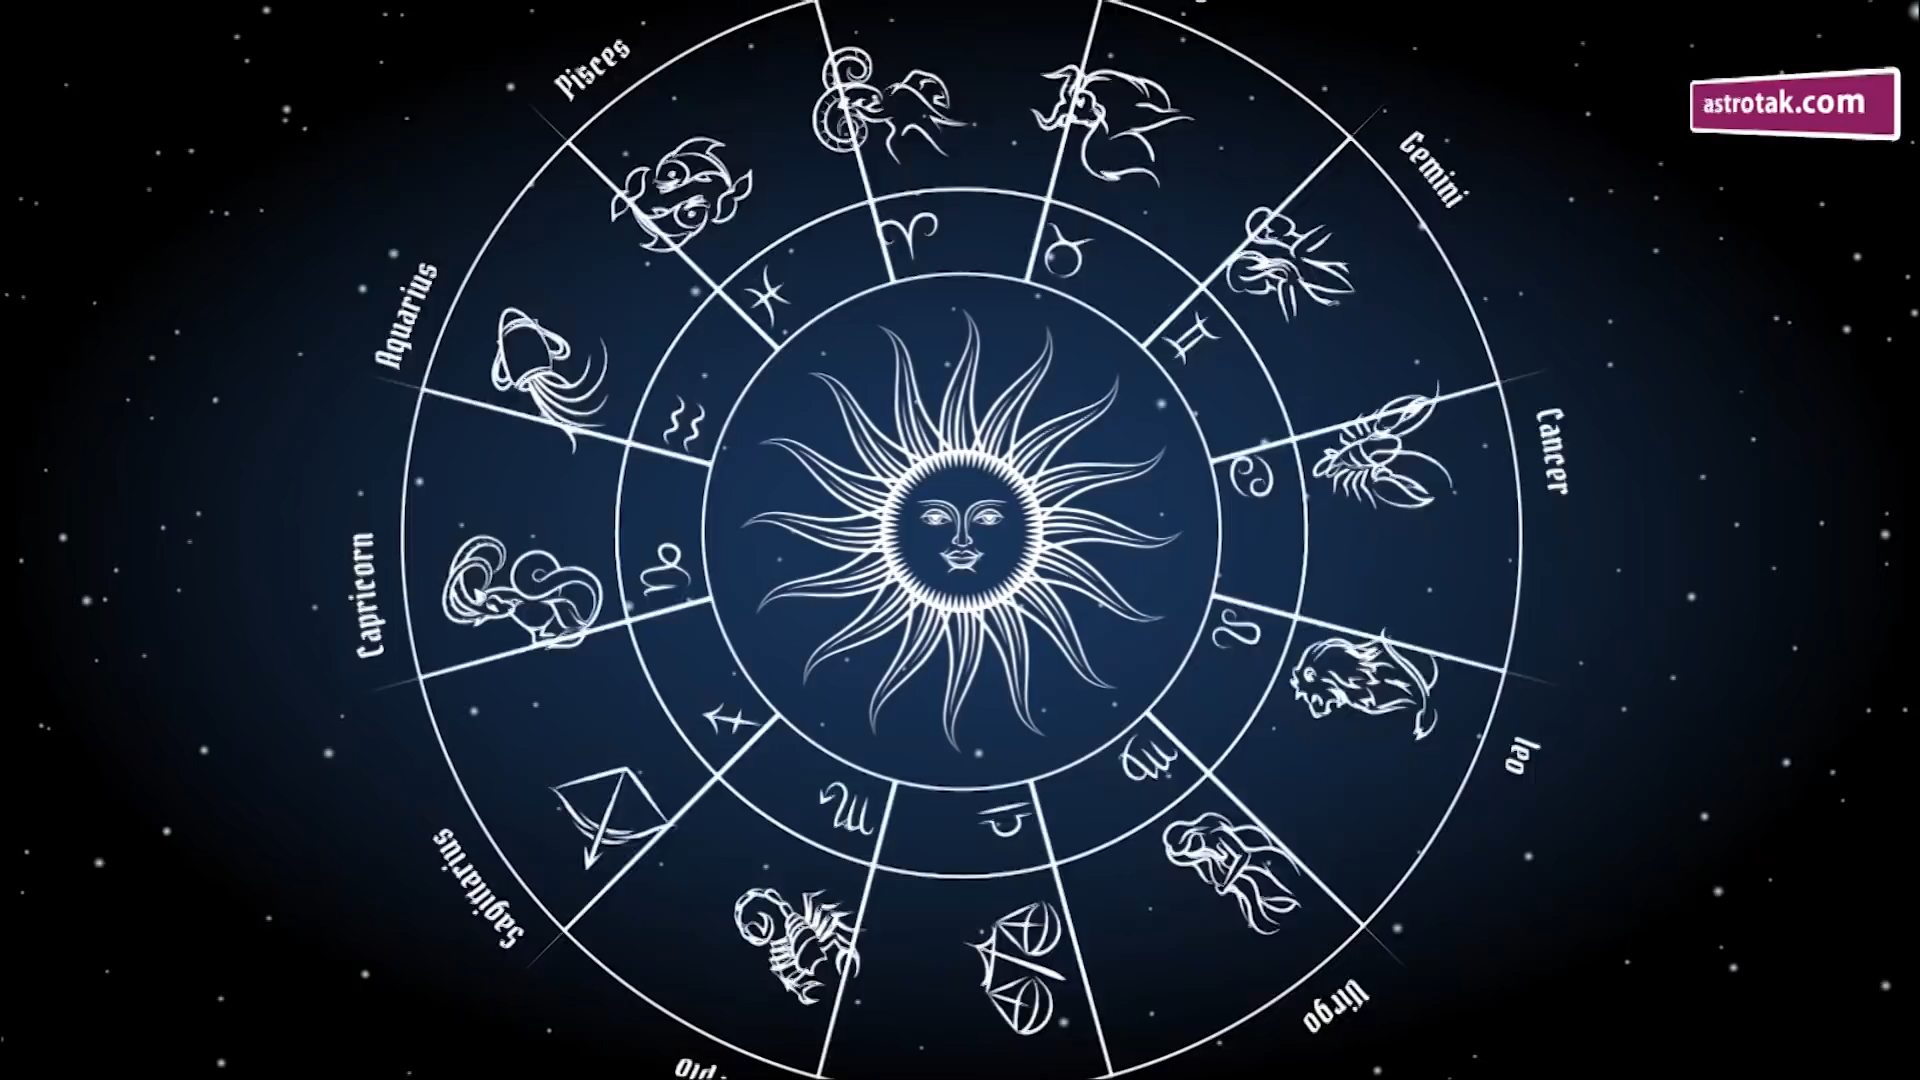 Pisces
astrotak.com
Gemini
Aquarius
Cancer
Capricorn
leo
Sagittarius
Virgo